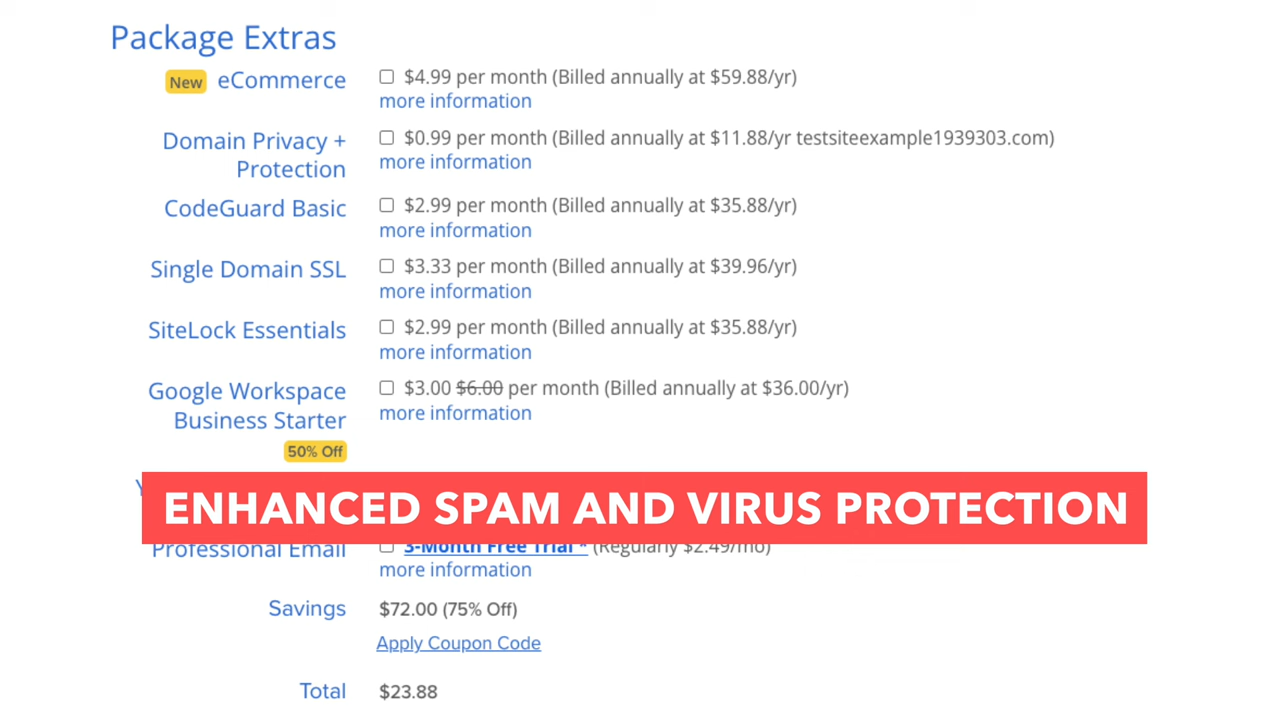 Package Extras
New eCommerce $4.99 per month (Billed annually at $59.88/yr)
more information
Domain Privacy + $0.99 per month (Billed annually at $11.88/yr testsiteexample1939303.com)
Protection more information
CodeGuard Basic $2.99 per month (Billed annually at $35.88/yr)
more information
Single Domain SSL $3.33 per month (Billed annually at $39.96/yr)
more information
SiteLock Essentials $2.99 per month (Billed annually at $35.88/yr)
more information
Google Workspace $3.00 $6.00 per month (Billed annually at $36.00/yr)
Business Starter more information
50% Off
ENHANCED SPAM AND VIRUS PROTECTION
Professional Email 3-Month Free Trial * (Regularly $2.49/mo)
more information
Savings $72.00 (75% Off)
Apply Coupon Code
Total $23.88